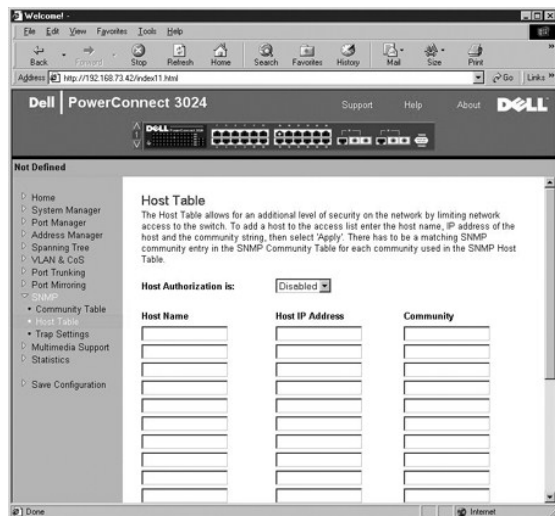 Welcome! -
File Edit View Favorites Tools Help
Back Forward Stop Refresh Home Search Favorites History Mail Size Print
Address http://192.168.73.42/index11.html Go Links »
Dell PowerConnect 3024 Support Help About DELL
DELL
Not Defined
Home
System Manager
Port Manager
Address Manager
Spanning Tree
VLAN & CoS
Port Trunking
Port Mirroring
SNMP
• Community Table
• Host Table
• Trap Settings
Multimedia Support
Statistics
Save Configuration
Host Table
The Host Table allows for an additional level of security on the network by limiting network
access to the switch. To add a host to the access list enter the host name, IP address of the
host and the community string, then select 'Apply'. There has to be a matching SNMP
community entry in the SNMP Community Table for each community used in the SNMP Host
Table.
Host Authorization is: Disabled
Host Name Host IP Address Community
Done Internet